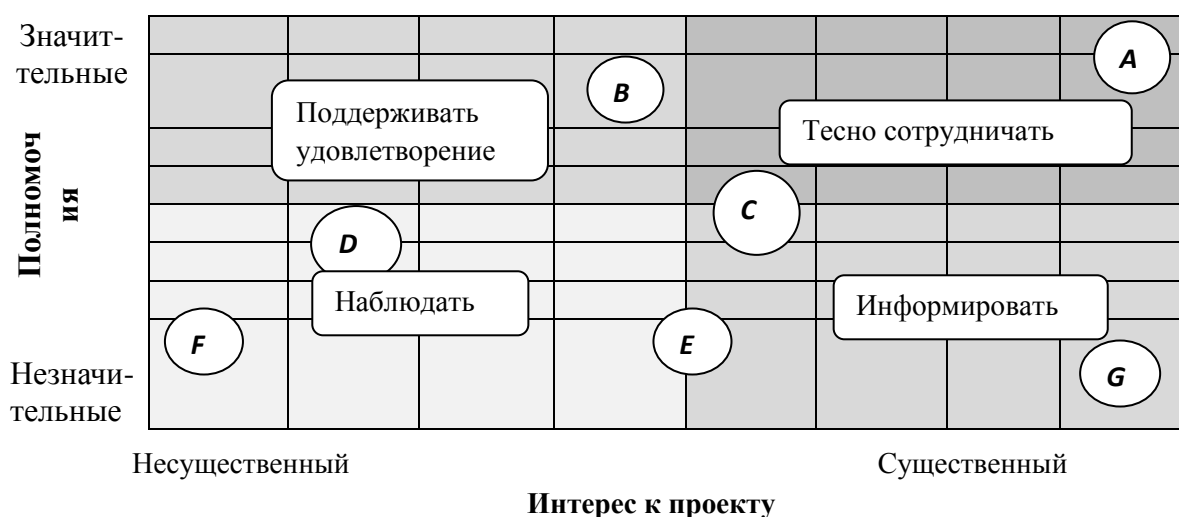 Значит-
тельные
A
B
Поддерживать
удовлетворение
Тесно сотрудничать
Полномоч
ия
C
D
Наблюдать
Информировать
F
E
G
Незначи-
тельные
Несущественный
Существенный
Интерес к проекту